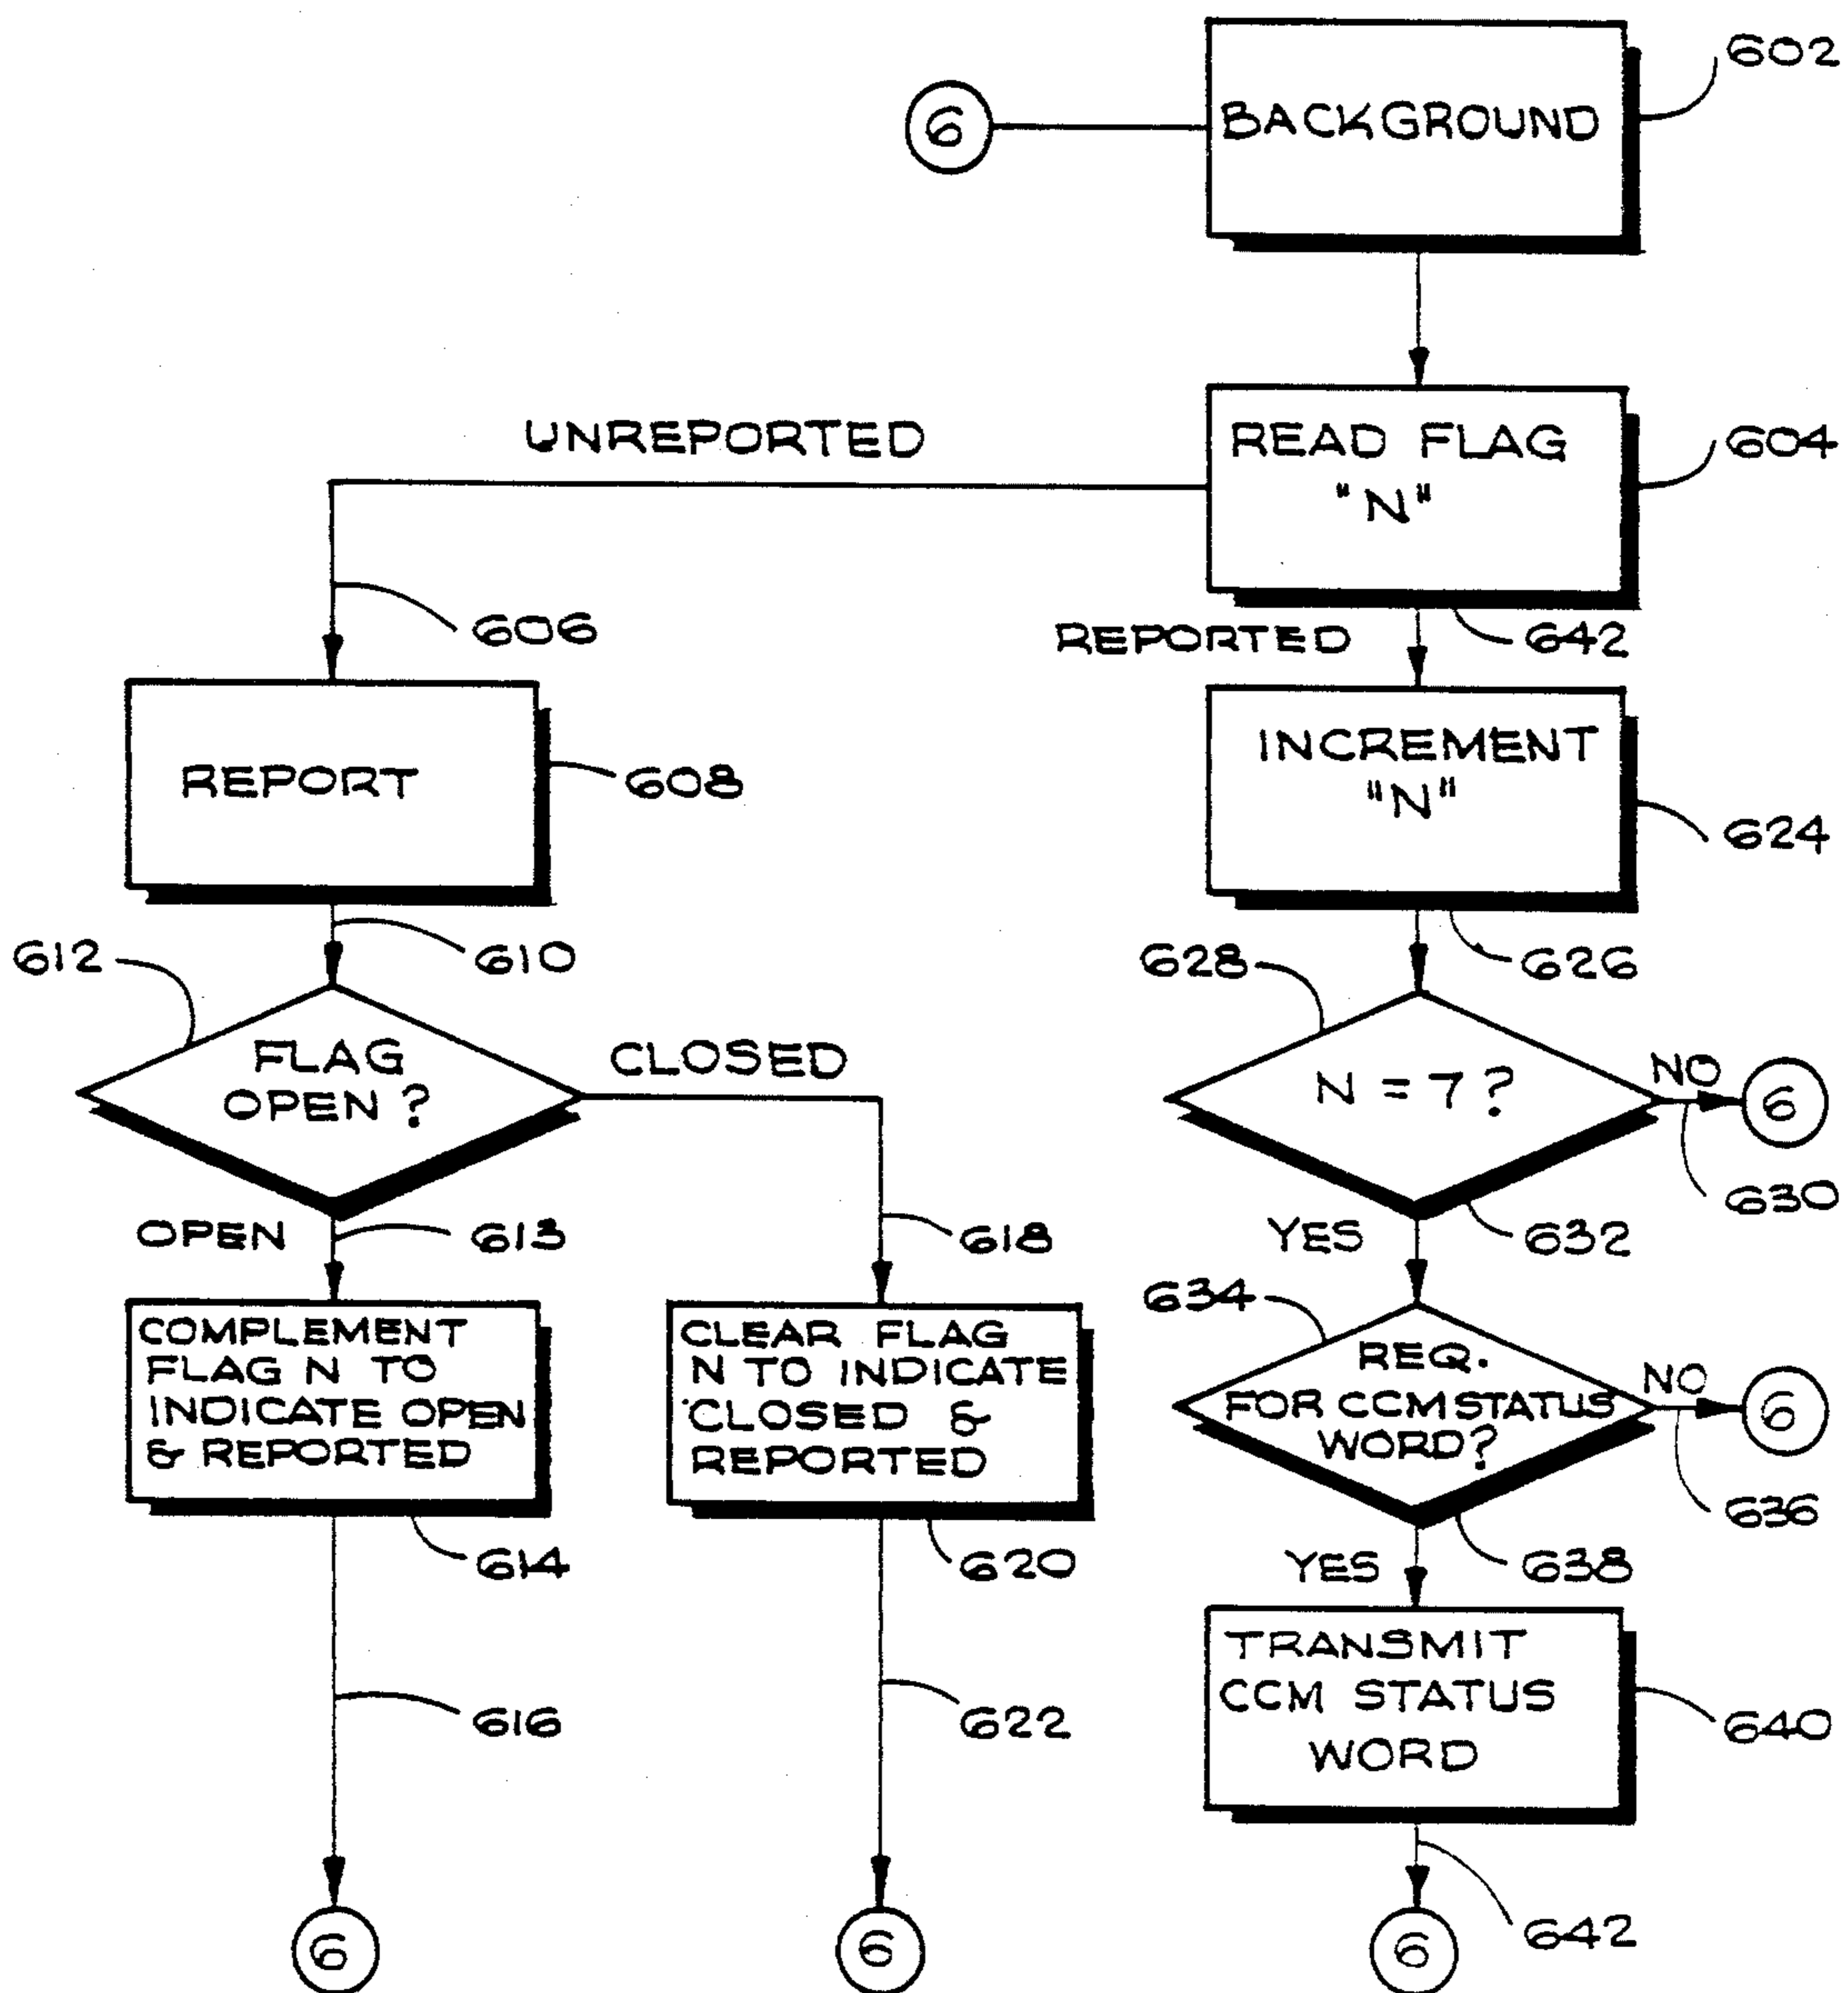 602
6
BACKGROUND
UNREPORTED
READ FLAG
"N"
604
606
REPORTED
642
REPORT
608
INCREMENT
"N"
624
610
626
612
628
FLAG
OPEN ?
CLOSED
N = 7 ?
NO
6
630
OPEN
613
618
YES
632
634
COMPLEMENT
FLAG N TO
INDICATE OPEN
& REPORTED
CLEAR FLAG
N TO INDICATE
CLOSED &
REPORTED
REQ.
FOR CCM STATUS
WORD?
NO
6
636
614
620
YES
638
TRANSMIT
CCM STATUS
WORD
640
616
622
642
6
6
6